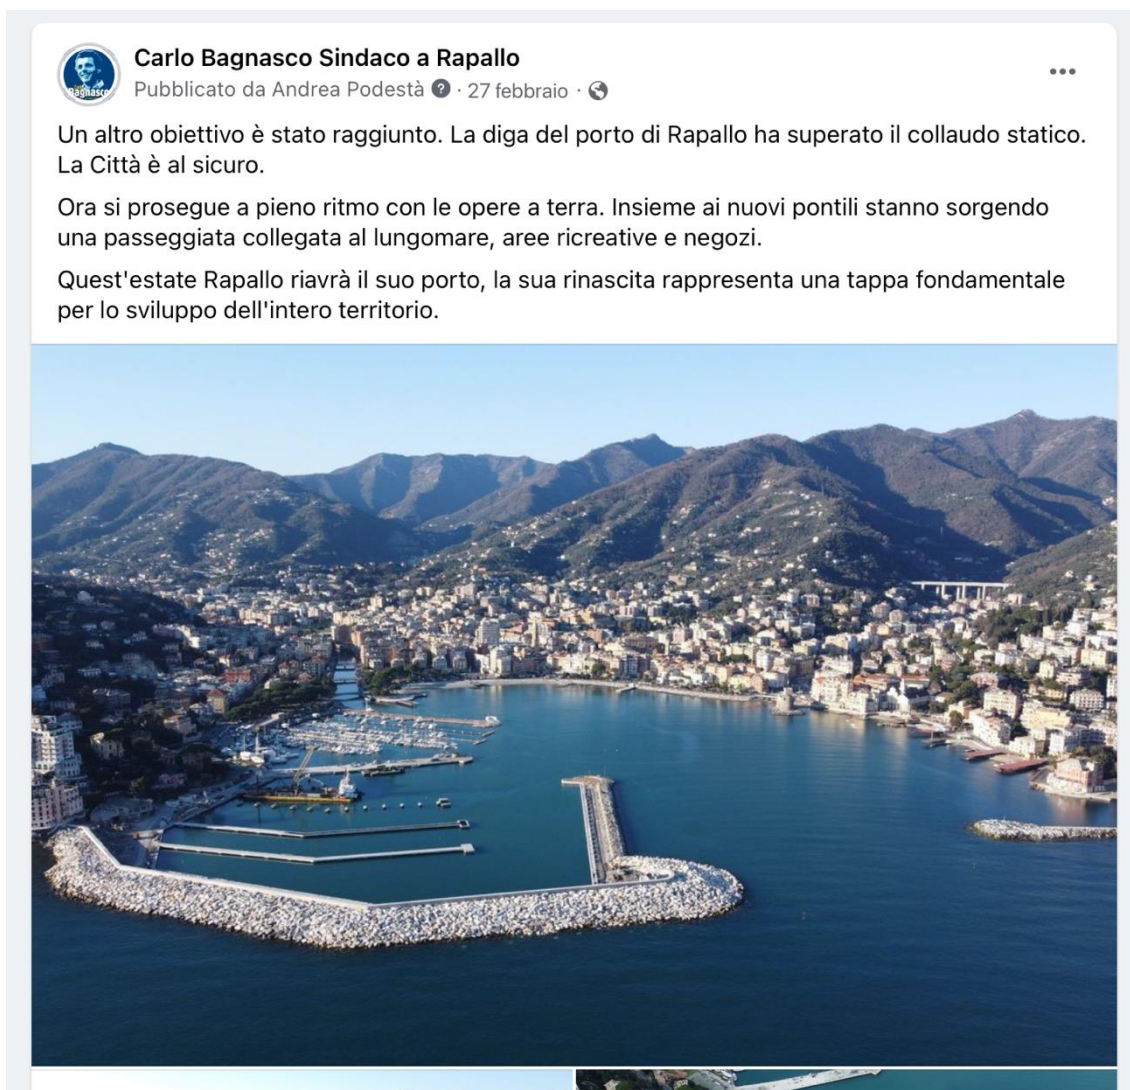 Carlo Bagnasco Sindaco a Rapallo
Pubblicato da Andrea Podestà · 27 febbraio ·
Bagnasco
Un altro obiettivo è stato raggiunto. La diga del porto di Rapallo ha superato il collaudo statico.
La Città è al sicuro.
Ora si prosegue a pieno ritmo con le opere a terra. Insieme ai nuovi pontili stanno sorgendo
una passeggiata collegata al lungomare, aree ricreative e negozi.
Quest'estate Rapallo riavrà il suo porto, la sua rinascita rappresenta una tappa fondamentale
per lo sviluppo dell'intero territorio.